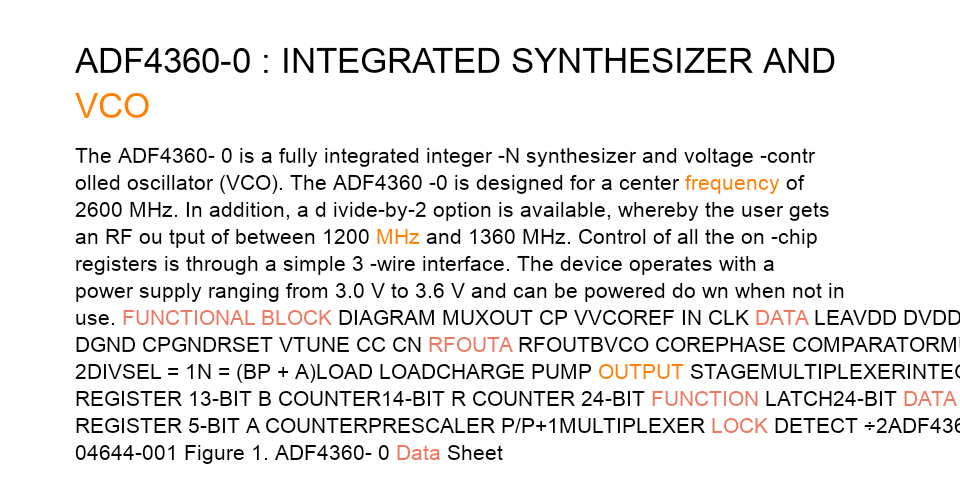 ADF4360-0 : INTEGRATED SYNTHESIZER AND
VCO
The ADF4360- 0 is a fully integrated integer -N synthesizer and voltage -contr
olled oscillator (VCO). The ADF4360 -0 is designed for a center frequency of
2600 MHz. In addition, a d ivide-by-2 option is available, whereby the user gets
an RF ou tput of between 1200 MHz and 1360 MHz. Control of all the on -chip
registers is through a simple 3 -wire interface. The device operates with a
power supply ranging from 3.0 V to 3.6 V and can be powered do wn when not in
use. FUNCTIONAL BLOCK DIAGRAM MUXOUT CP VVCOREF IN CLK DATA LEAVDD DVDD
DGND CPGNDRSET VTUNE CC CN RFOUTA RFOUTBVCO COREPHASE COMPARATORMU
2DIVSEL = 1N = (BP + A)LOAD LOADCHARGE PUMP OUTPUT STAGEMULTIPLEXERINTEG
REGISTER 13-BIT B COUNTER14-BIT R COUNTER 24-BIT FUNCTION LATCH24-BIT DATA
REGISTER 5-BIT A COUNTERPRESCALER P/P+1MULTIPLEXER LOCK DETECT ÷2ADF436
04644-001 Figure 1. ADF4360- 0 Data Sheet